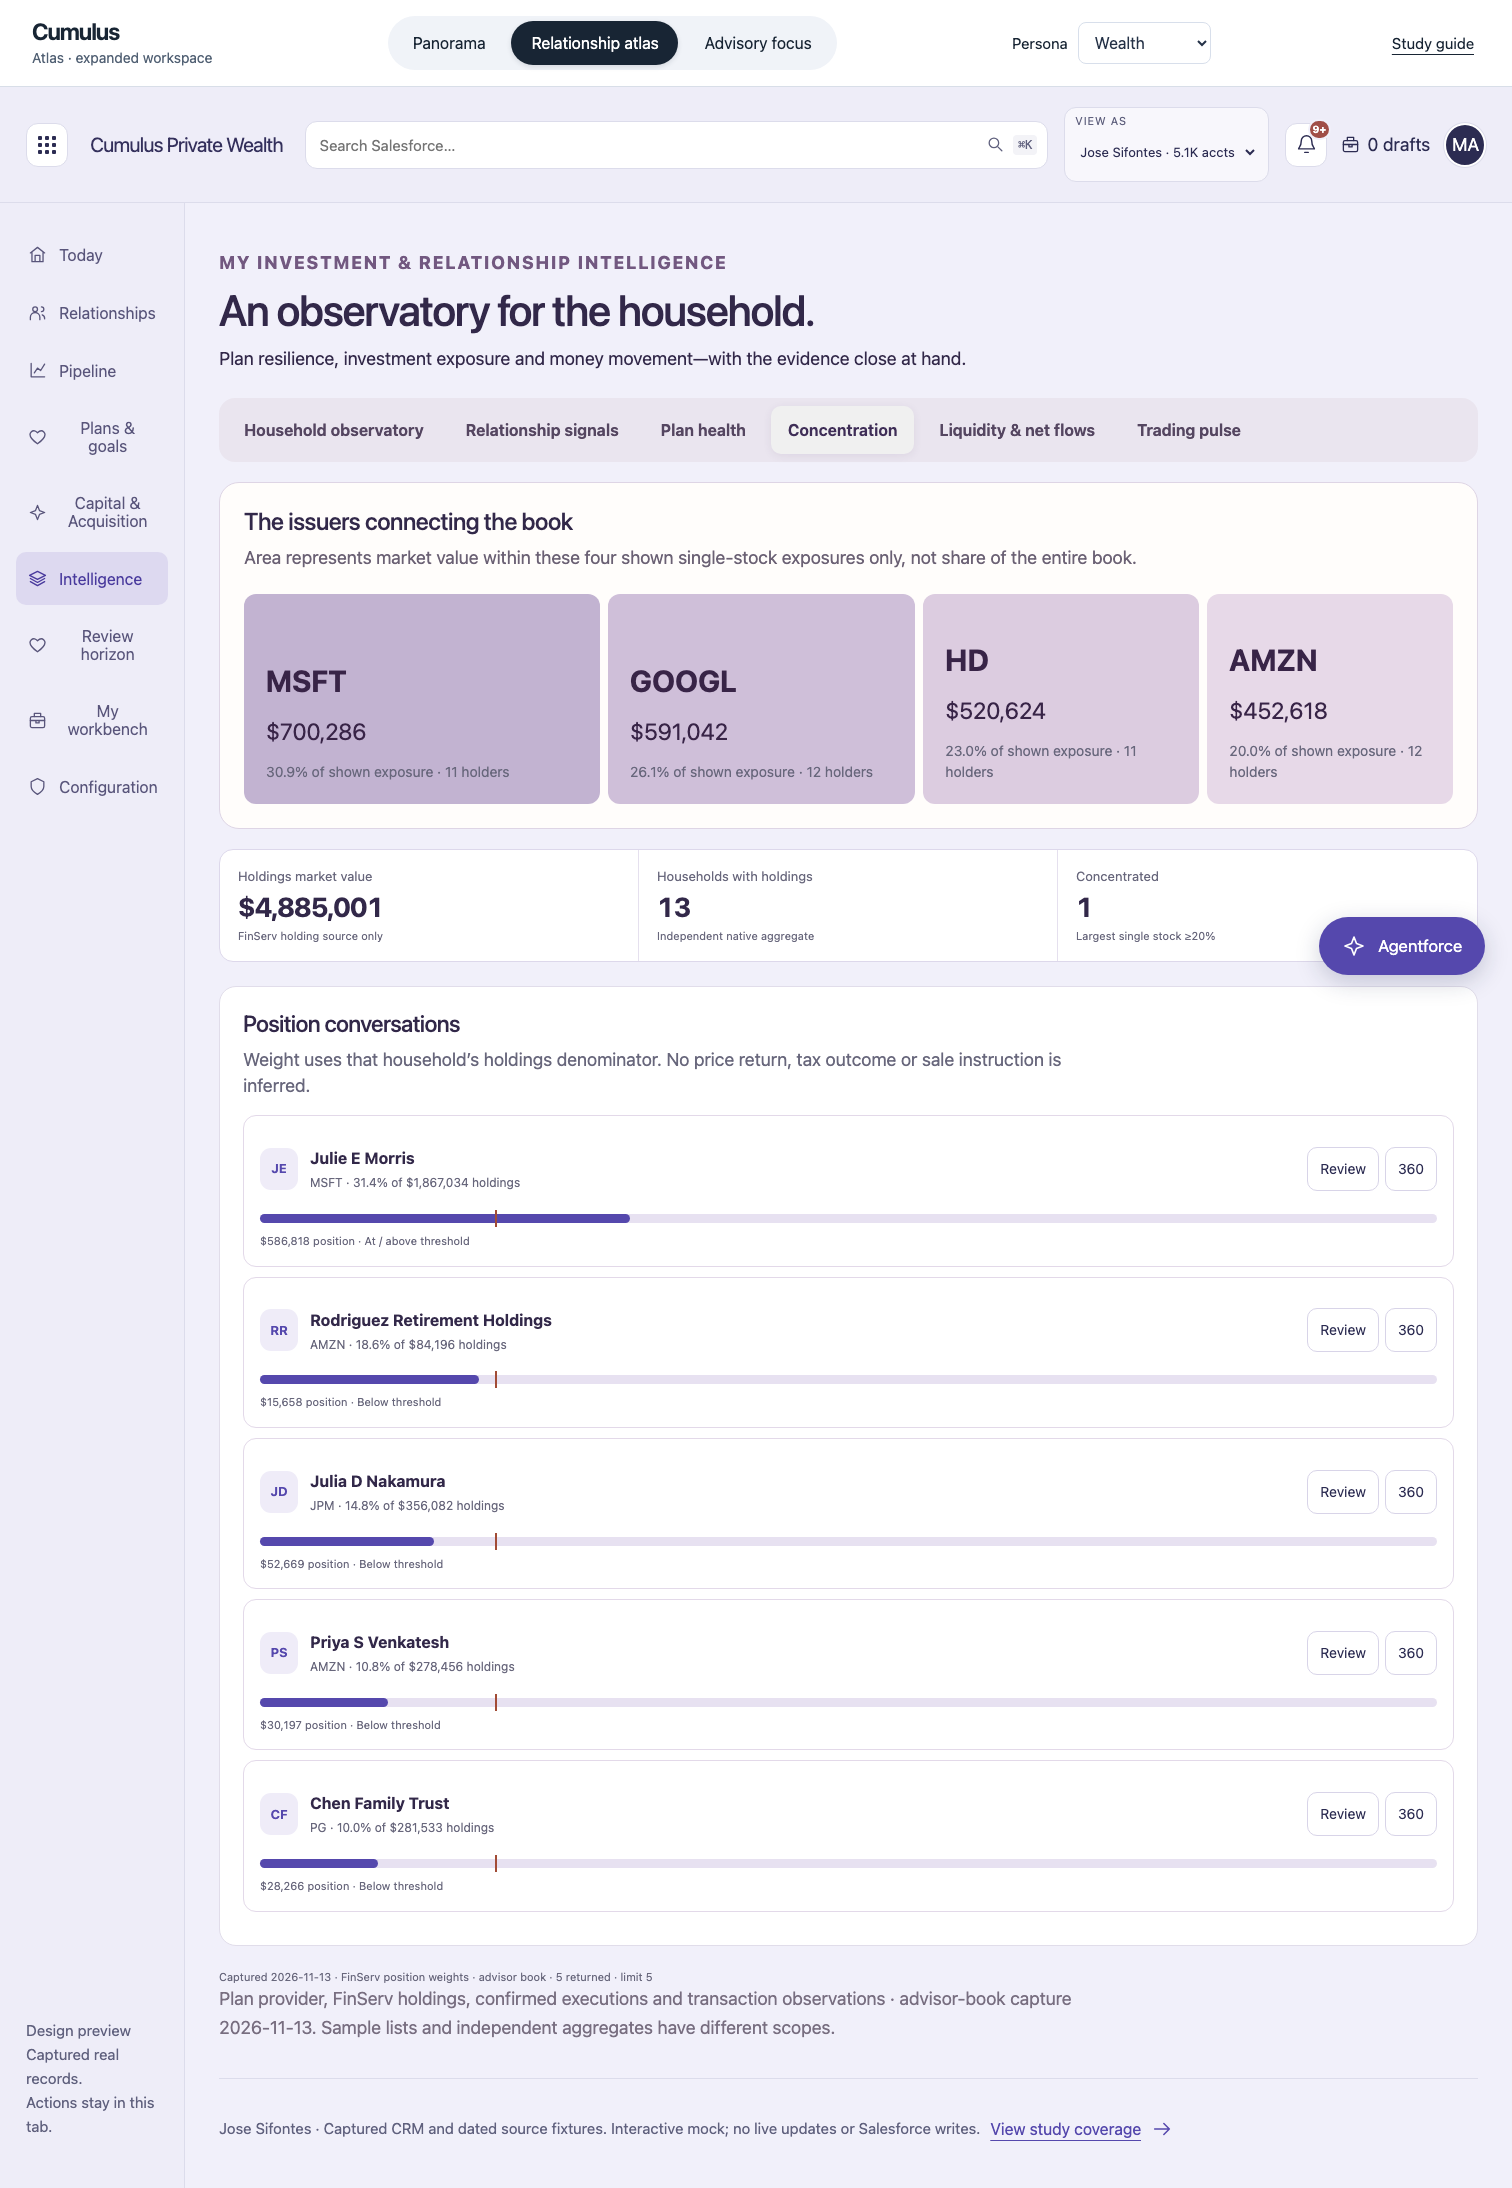 Cumulus
Atlas · expanded workspace
Panorama
Relationship atlas
Advisory focus
Persona
Wealth
Study guide
Cumulus Private Wealth
Search Salesforce...
⌘K
VIEW AS
Jose Sifontes · 5.1K accts
9+
0 drafts
MA
Today
Relationships
Pipeline
Plans &
goals
Capital &
Acquisition
Intelligence
Review
horizon
My
workbench
Configuration
Design preview
Captured real
records.
Actions stay in this
tab.
MY INVESTMENT & RELATIONSHIP INTELLIGENCE
An observatory for the household.
Plan resilience, investment exposure and money movement—with the evidence close at hand.
Household observatory
Relationship signals
Plan health
Concentration
Liquidity & net flows
Trading pulse
The issuers connecting the book
Area represents market value within these four shown single-stock exposures only, not share of the entire book.
MSFT
$700,286
30.9% of shown exposure · 11 holders
GOOGL
$591,042
26.1% of shown exposure · 12 holders
HD
$520,624
23.0% of shown exposure · 11
holders
AMZN
$452,618
20.0% of shown exposure · 12
holders
Holdings market value
$4,885,001
FinServ holding source only
Households with holdings
13
Independent native aggregate
Concentrated
1
Largest single stock ≥20%
Agentforce
Position conversations
Weight uses that household’s holdings denominator. No price return, tax outcome or sale instruction is
inferred.
JE
Julie E Morris
MSFT · 31.4% of $1,867,034 holdings
Review
360
$586,818 position · At / above threshold
RR
Rodriguez Retirement Holdings
AMZN · 18.6% of $84,196 holdings
Review
360
$15,658 position · Below threshold
JD
Julia D Nakamura
JPM · 14.8% of $356,082 holdings
Review
360
$52,669 position · Below threshold
PS
Priya S Venkatesh
AMZN · 10.8% of $278,456 holdings
Review
360
$30,197 position · Below threshold
CF
Chen Family Trust
PG · 10.0% of $281,533 holdings
Review
360
$28,266 position · Below threshold
Captured 2026-11-13 · FinServ position weights · advisor book · 5 returned · limit 5
Plan provider, FinServ holdings, confirmed executions and transaction observations · advisor-book capture
2026-11-13. Sample lists and independent aggregates have different scopes.
Jose Sifontes · Captured CRM and dated source fixtures. Interactive mock; no live updates or Salesforce writes.
View study coverage →